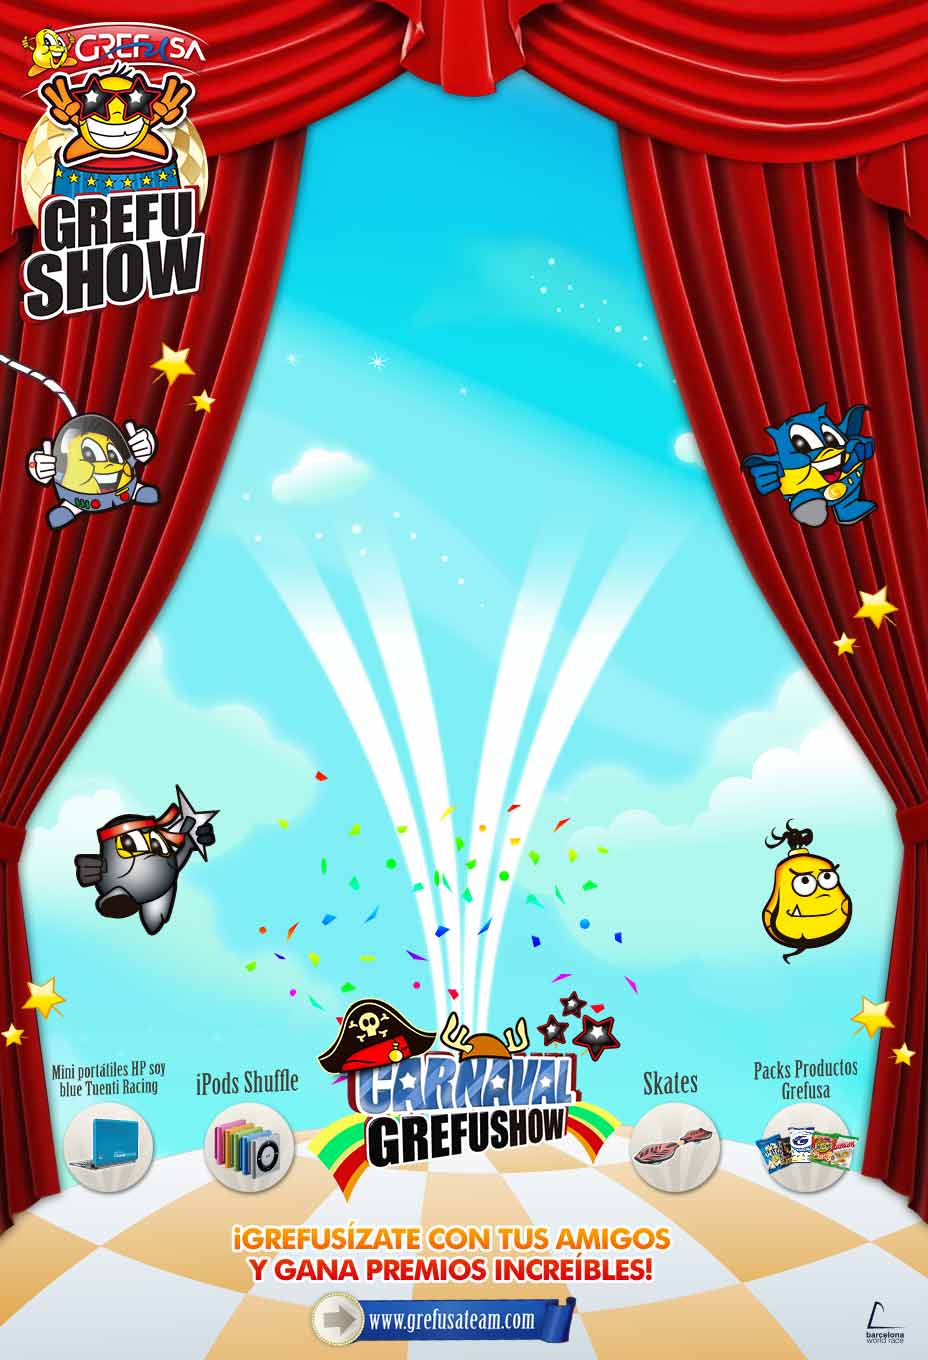 GREFUSA
GREFU
SHOW
Mini portátiles HP soy
blue Tuenti Racing
iPods Shuffle
CARNAVAL
GREFUSHOW
Skates
Packs Productos
Grefusa
¡GREFUSÍZATE CON TUS AMIGOS
Y GANA PREMIOS INCREÍBLES!
www.grefusateam.com
barcelona
world race